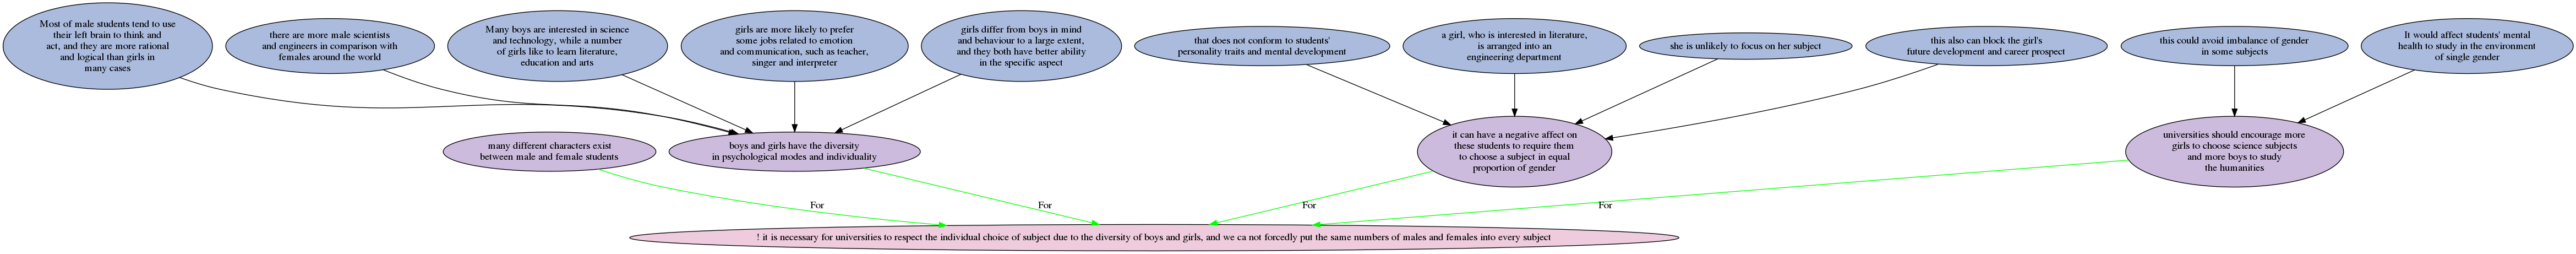 Most of male students tend to use
their left brain to think and
act, and they are more rational
and logical than girls in
many cases
there are more male scientists
and engineers in comparison with
females around the world
Many boys are interested in science
and technology, while a number
of girls like to learn literature,
education and arts
girls are more likely to prefer
some jobs related to emotion
and communication, such as teacher,
singer and interpreter
girls differ from boys in mind
and behaviour to a large extent,
and they both have better ability
in the specific aspect
that does not conform to students'
personality traits and mental development
a girl, who is interested in literature,
is arranged into an
engineering department
she is unlikely to focus on her subject
this also can block the girl's
future development and career prospect
this could avoid imbalance of gender
in some subjects
It would affect students' mental
health to study in the environment
of single gender
many different characters exist
between male and female students
boys and girls have the diversity
in psychological modes and individuality
it can have a negative affect on
these students to require them
to choose a subject in equal
proportion of gender
universities should encourage more
girls to choose science subjects
and more boys to study
the humanities
For
For
For
For
! it is necessary for universities to respect the individual choice of subject due to the diversity of boys and girls, and we ca not forcedly put the same numbers of males and females into every subject